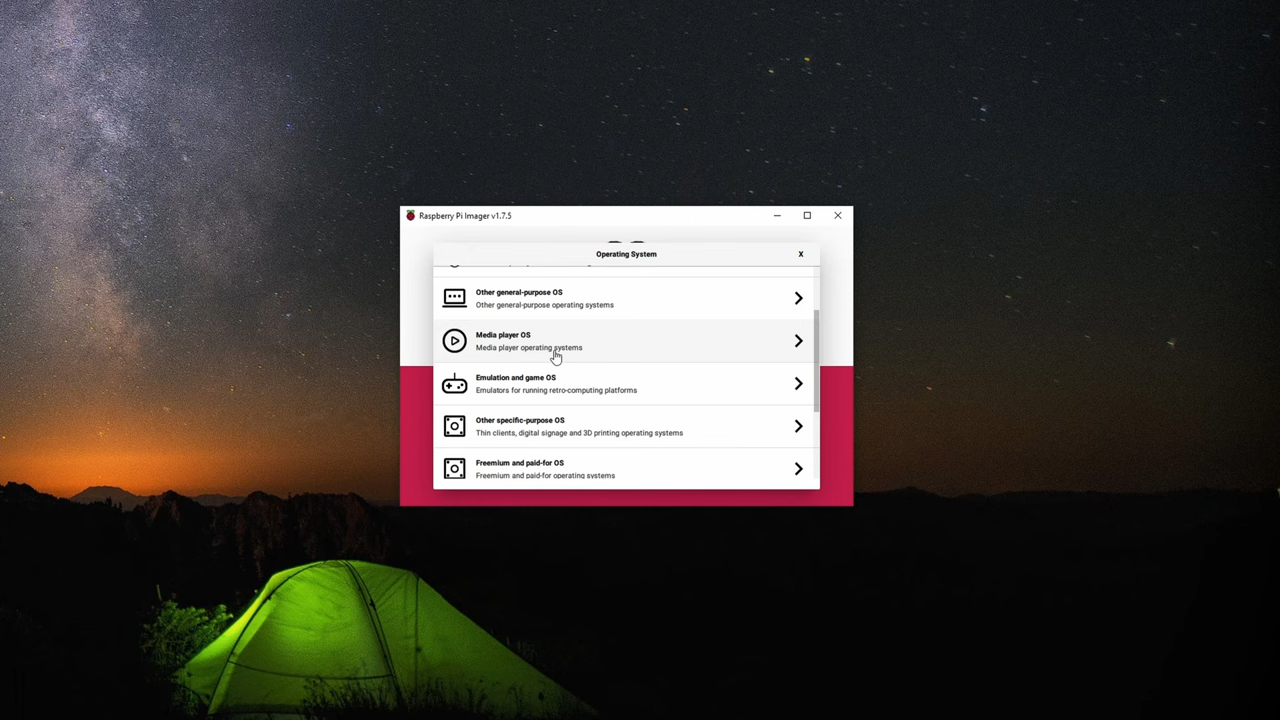 Raspberry Pi Imager v1.7.5
Operating System
X
Other general-purpose OS
Other general-purpose operating systems
Media player OS
Media player operating systems
Emulation and game OS
Emulators for running retro-computing platforms
Other specific-purpose OS
Thin clients, digital signage and 3D printing operating systems
Freemium and paid-for OS
Freemium and paid-for operating systems